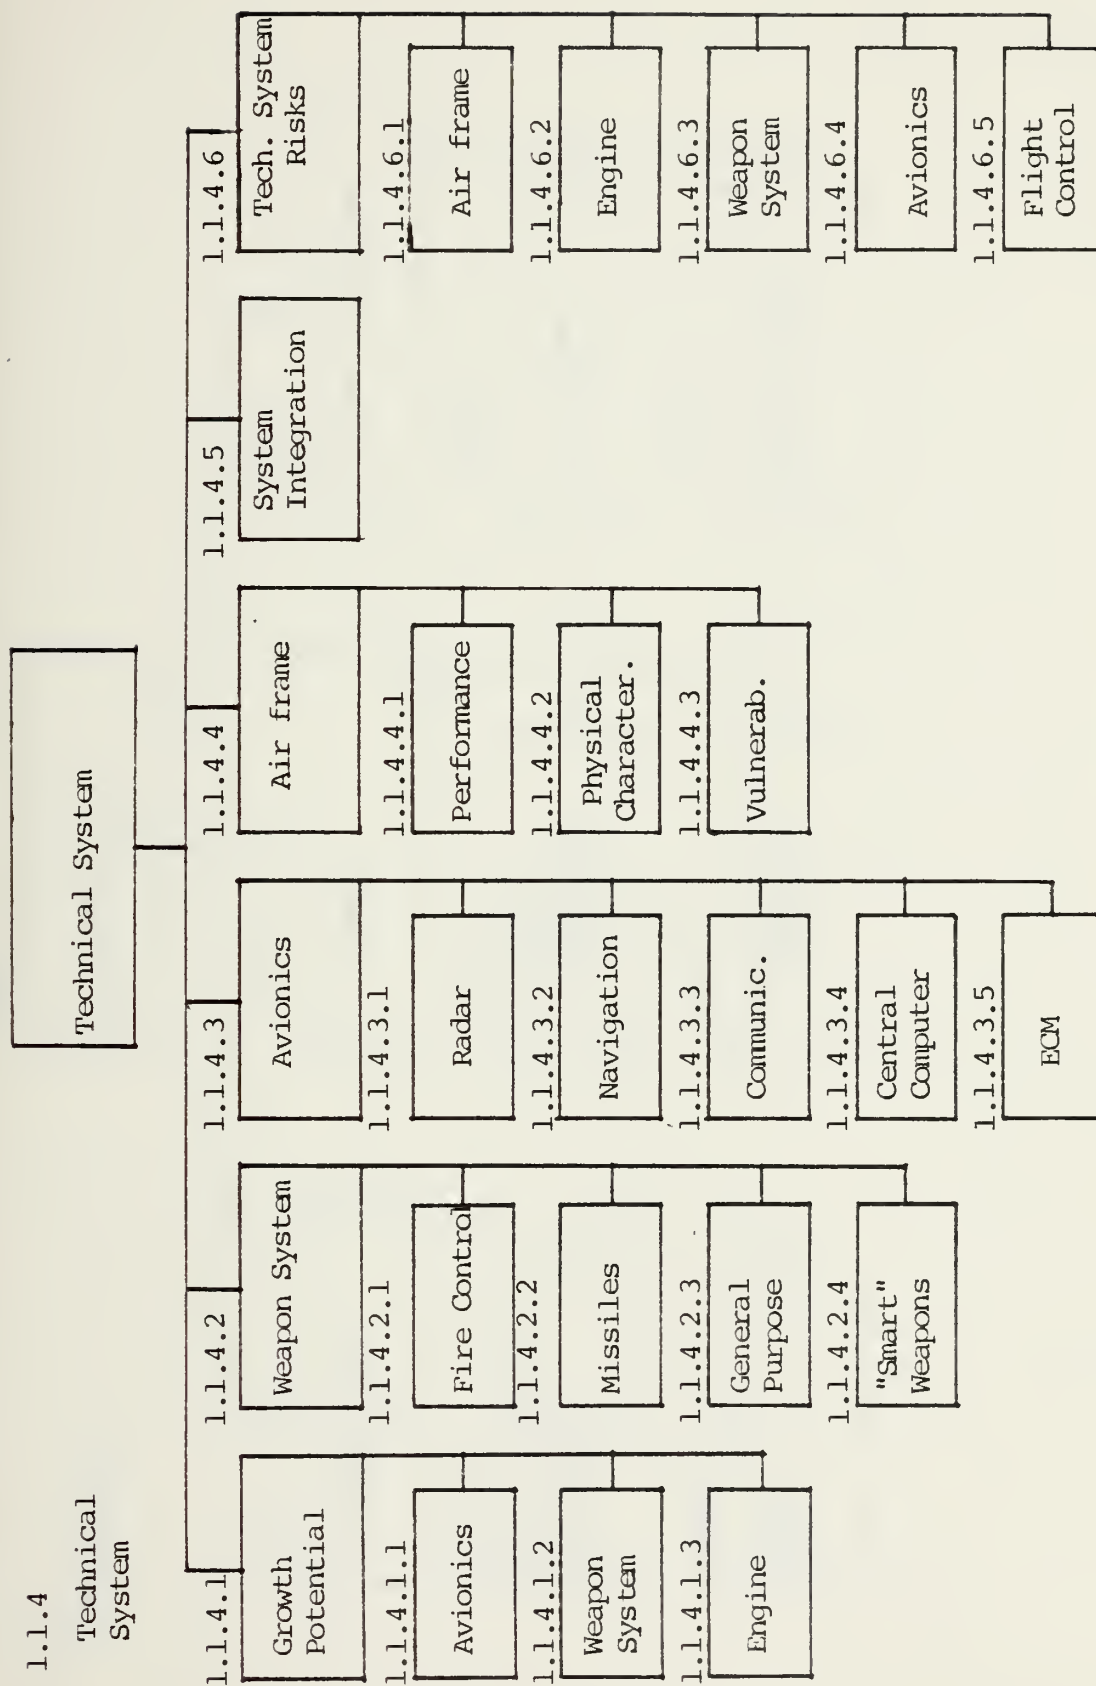 1.1.4
Technical
System
Technical System
1.1.4.1
Growth
Potential
1.1.4.1.1
Avionics
1.1.4.1.2
Weapon
System
1.1.4.1.3
Engine
1.1.4.2
Weapon System
1.1.4.2.1
Fire Control
1.1.4.2.2
Missiles
1.1.4.2.3
General
Purpose
1.1.4.2.4
"Smart"
Weapons
1.1.4.3
Avionics
1.1.4.3.1
Radar
1.1.4.3.2
Navigation
1.1.4.3.3
Communic.
1.1.4.3.4
Central
Computer
1.1.4.3.5
ECM
1.1.4.4
Air frame
1.1.4.4.1
Performance
1.1.4.4.2
Physical
Character.
1.1.4.4.3
Vulnerab.
1.1.4.5
System
Integration
1.1.4.6
Tech. System
Risks
1.1.4.6.1
Air frame
1.1.4.6.2
Engine
1.1.4.6.3
Weapon
System
1.1.4.6.4
Avionics
1.1.4.6.5
Flight
Control